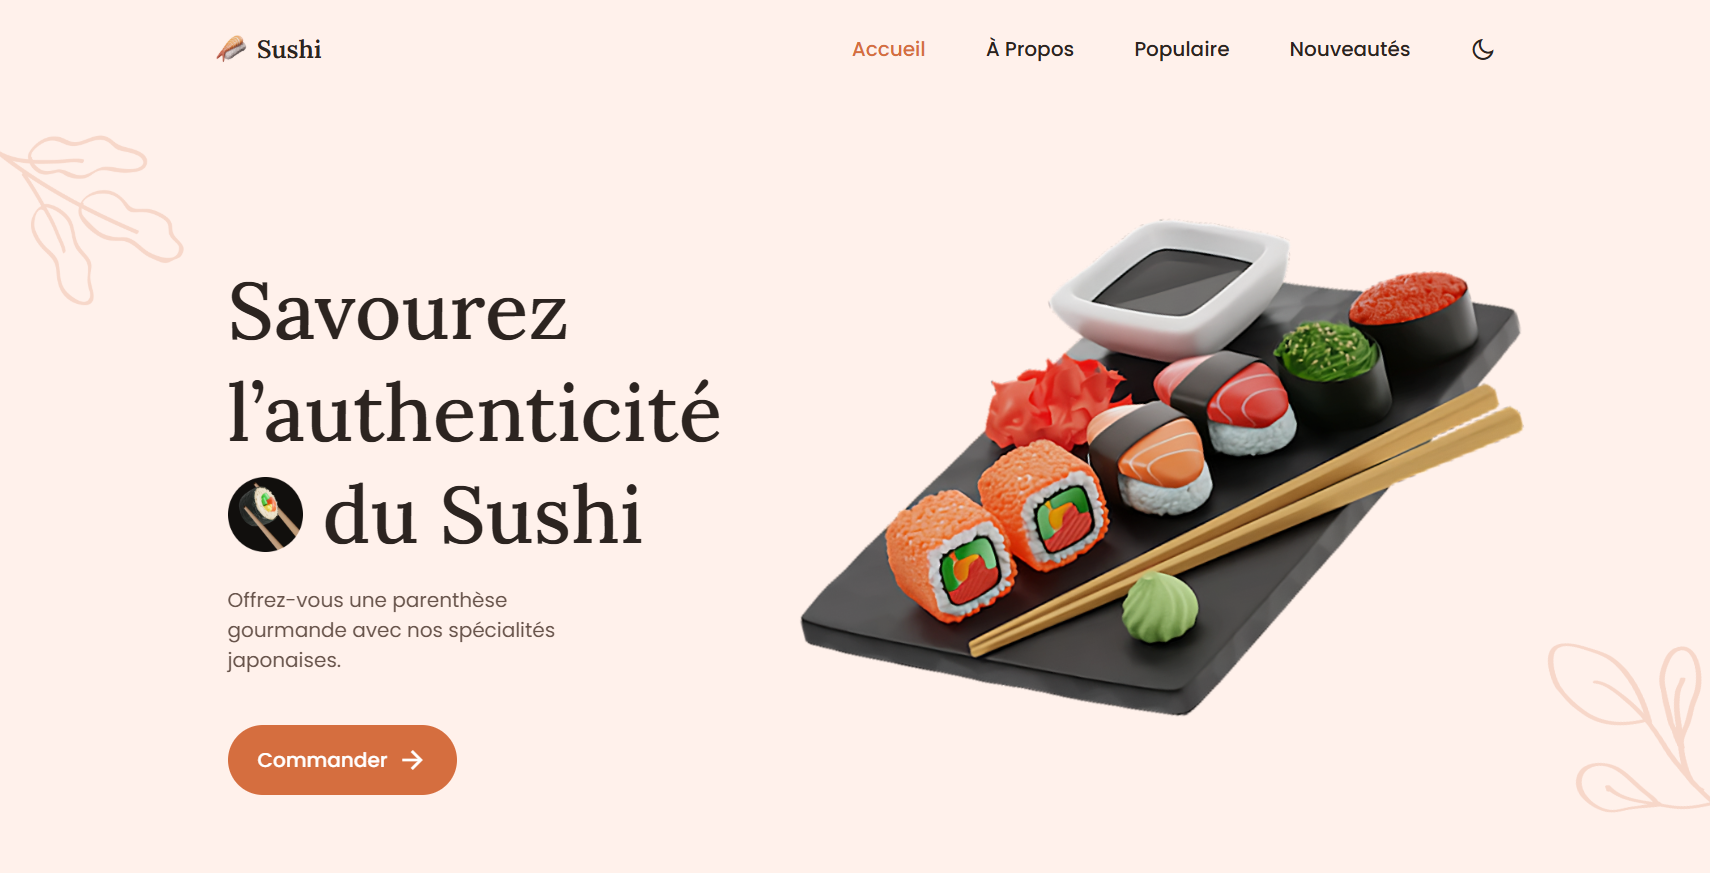 Sushi
Accueil
À Propos
Populaire
Nouveautés
Savourez
l’authenticité
du Sushi
Offrez-vous une parenthèse
gourmande avec nos spécialités
japonaises.
Commander